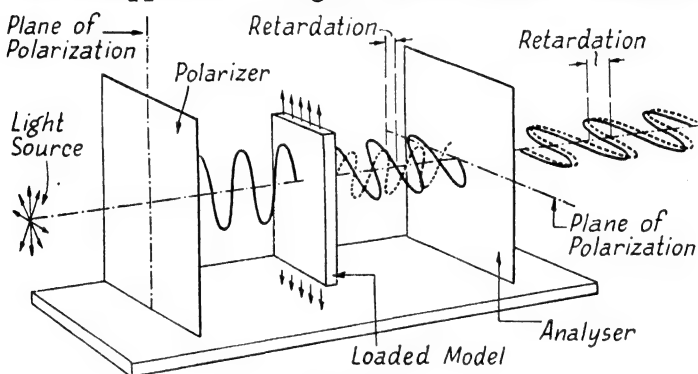 Plane of
Polarization
Retardation
Retardation
Polarizer
Light
Source
Plane of
Polarization
Analyser
Loaded Model